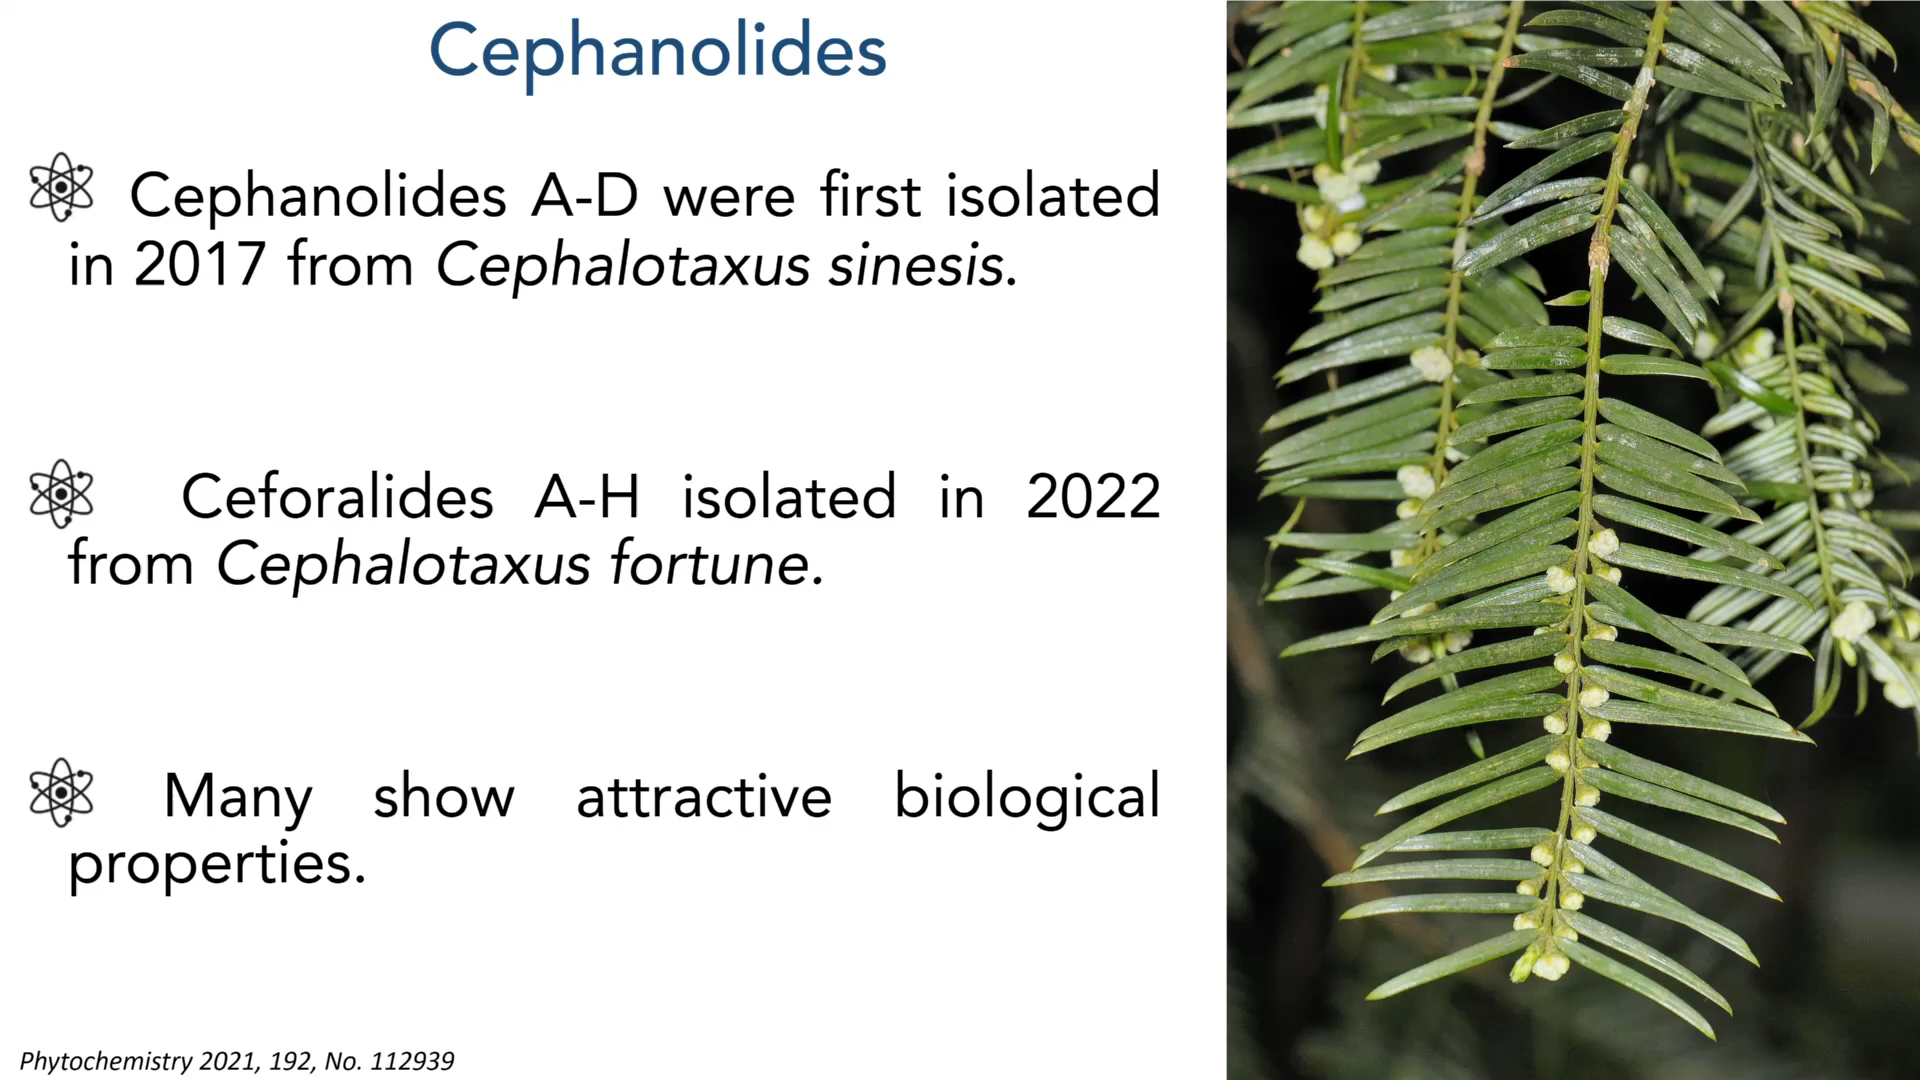 Cephanolides
Cephanolides A-D were first isolated
in 2017 from Cephalotaxus sinesis.
Ceforalides A-H isolated in 2022
from Cephalotaxus fortune.
Many show attractive biological
properties.
Phytochemistry 2021, 192, No. 112939